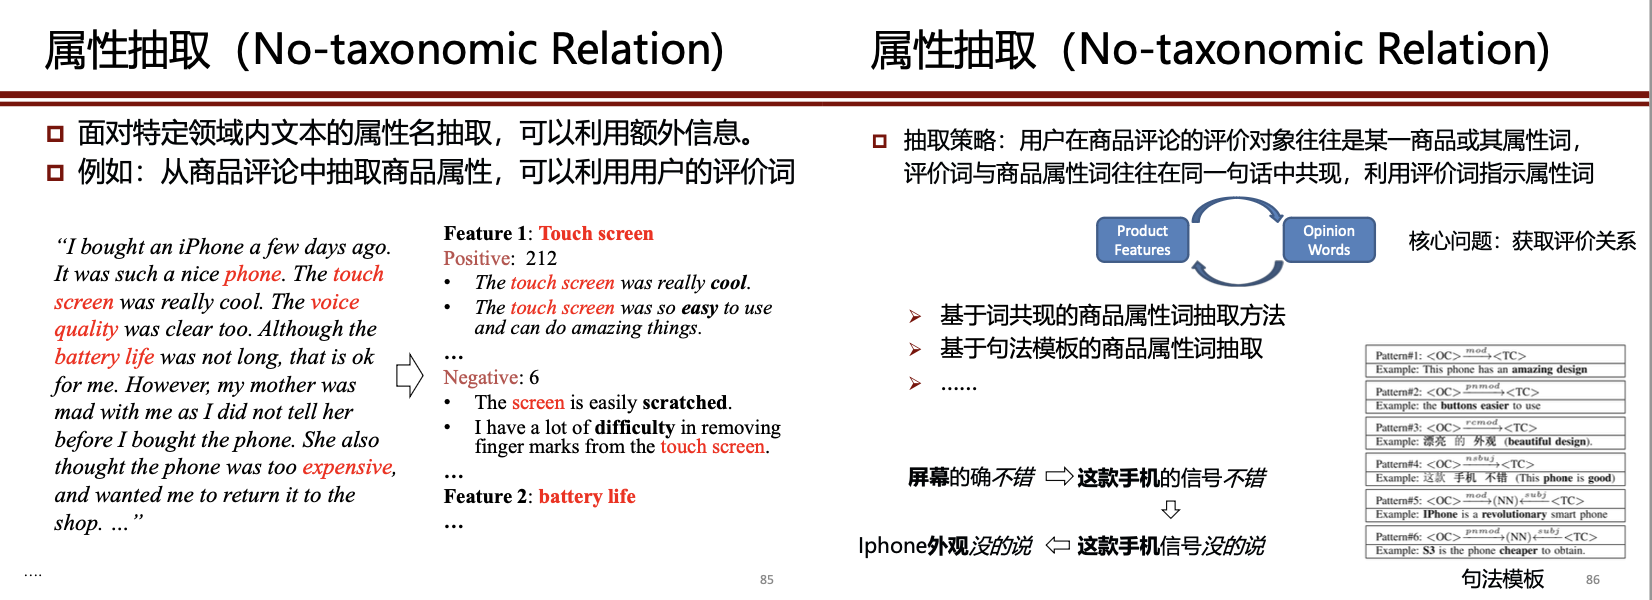 属性抽取（No-taxonomic Relation)
面对特定领域内文本的属性名抽取，可以利用额外信息。
例如：从商品评论中抽取商品属性，可以利用用户的评价词
“I bought an iPhone a few days ago.
It was such a nice phone. The touch
screen was really cool. The voice
quality was clear too. Although the
battery life was not long, that is ok
for me. However, my mother was
mad with me as I did not tell her
before I bought the phone. She also
thought the phone was too expensive,
and wanted me to return it to the
shop. …”
Feature 1: Touch screen
Positive: 212
• The touch screen was really cool.
• The touch screen was so easy to use
and can do amazing things.
…
Negative: 6
• The screen is easily scratched.
• I have a lot of difficulty in removing
finger marks from the touch screen.
…
Feature 2: battery life
…
....
85
属性抽取（No-taxonomic Relation)
抽取策略：用户在商品评论的评价对象往往是某一商品或其属性词，
评价词与商品属性词往往在同一句话中共现，利用评价词指示属性词
Product
Features
Opinion
Words
核心问题：获取评价关系
基于词共现的商品属性词抽取方法
基于句法模板的商品属性词抽取
……
屏幕的确不错
这款手机的信号不错
Iphone外观没的说
这款手机信号没的说
Pattern#1: <OC> mod <TC>
Example: This phone has an amazing design
Pattern#2: <OC> pnmod <TC>
Example: the buttons easier to use
Pattern#3: <OC> rcmod <TC>
Example: 漂亮 的 外观 (beautiful design).
Pattern#4: <OC> nsbuj <TC>
Example: 这款 手机 不错 (This phone is good)
Pattern#5: <OC> mod (NN) subj <TC>
Example: IPhone is a revolutionary smart phone
Pattern#6: <OC> pnmod (NN) subj <TC>
Example: S3 is the phone cheaper to obtain.
句法模板
86